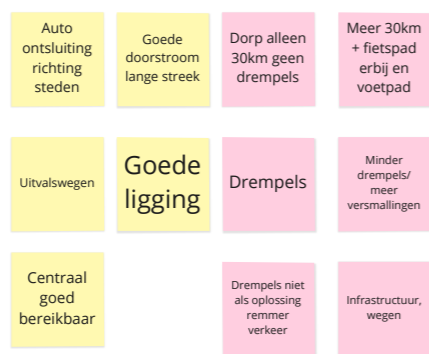 Auto
ontsluiting
richting
steden
Goede
doorstroom
lange streek
Dorp alleen
30km geen
drempels
Meer 30km
+ fietspad
erbij en
voetpad
Uitvalswegen
Goede
ligging
Drempels
Minder
drempels/
meer
versmallingen
Centraal
goed
bereikbaar
Drempels niet
als oplossing
remmer
verkeer
Infrastructuur,
wegen